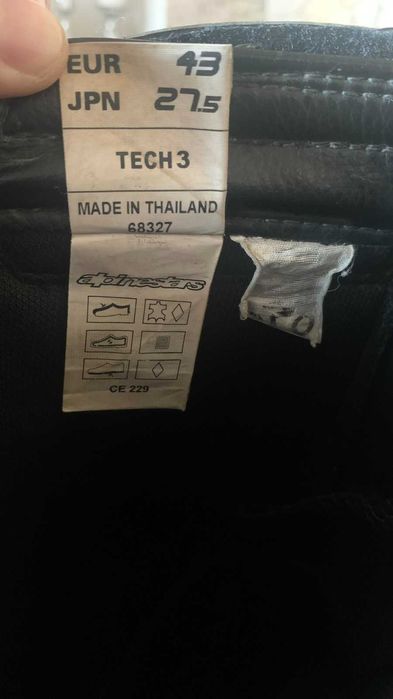 EUR 43
JPN 27.5
TECH 3
MADE IN THAILAND
68327
alpinestars
CE 229